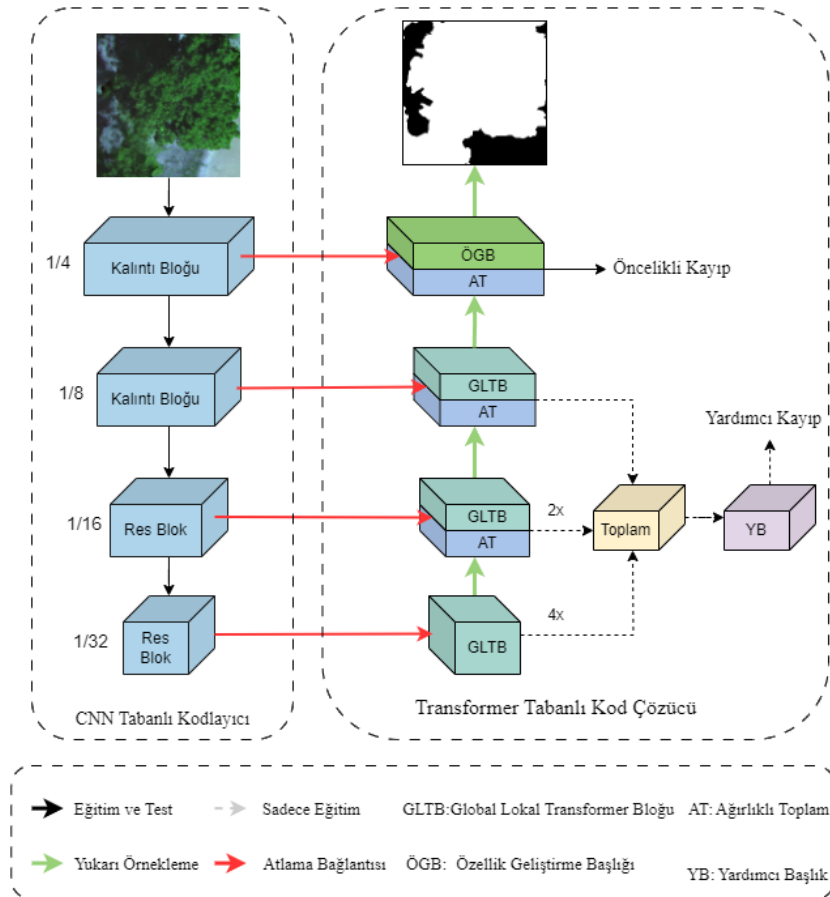 1/4
Kalıntı Bloğu
ÖGB
AT
Öncelikli Kayıp
1/8
Kalıntı Bloğu
GLTB
AT
Yardımcı Kayıp
1/16
Res Blok
GLTB
AT
2x
Toplam
YB
1/32
Res
Blok
GLTB
4x
CNN Tabanlı Kodlayıcı
Transformer Tabanlı Kod Çözücü
Eğitim ve Test
Sadece Eğitim
GLTB:Global Lokal Transformer Bloğu
AT: Ağırlıklı Toplam
Yukarı Örnekleme
Atlama Bağlantısı
ÖGB: Özellik Geliştirme Başlığı
YB: Yardımcı Başlık